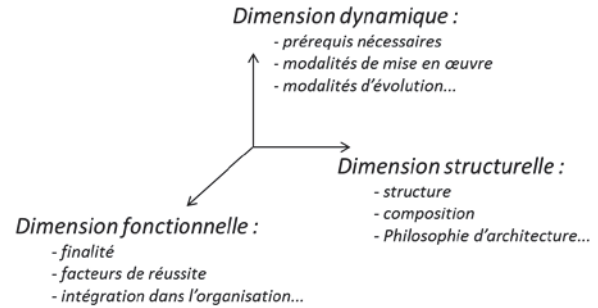 Dimension dynamique :
- prérequis nécessaires
- modalités de mise en œuvre
- modalités d'évolution...
Dimension structurelle :
- structure
- composition
- Philosophie d'architecture...
Dimension fonctionnelle :
- finalité
- facteurs de réussite
- intégration dans l'organisation...